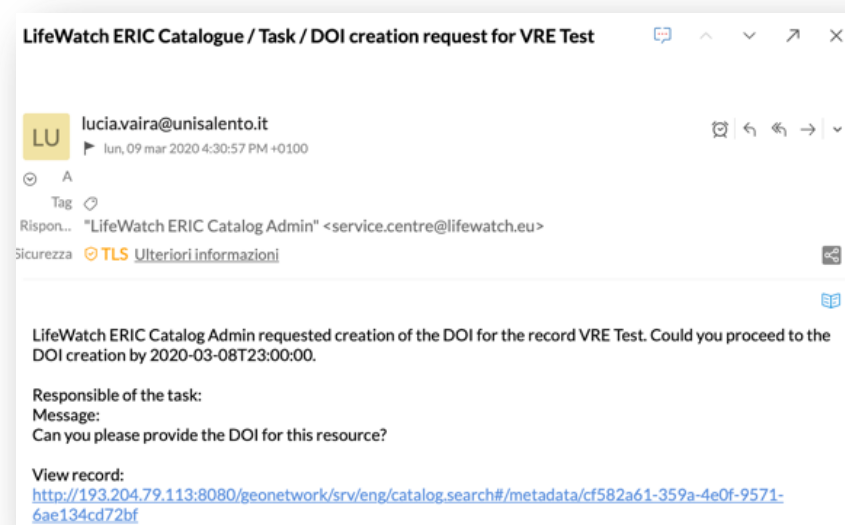 LifeWatch ERIC Catalogue / Task / DOI creation request for VRE Test
LU
lucia.vaira@unisalento.it
lun, 09 mar 2020 4:30:57 PM +0100
A
Tag
Rispon... "LifeWatch ERIC Catalog Admin" <service.centre@lifewatch.eu>
Sicurezza TLS Ulteriori informazioni
LifeWatch ERIC Catalog Admin requested creation of the DOI for the record VRE Test. Could you proceed to the
DOI creation by 2020-03-08T23:00:00.
Responsible of the task:
Message:
Can you please provide the DOI for this resource?
View record:
http://193.204.79.113:8080/geonetwork/srv/eng/catalog.search#/metadata/cf582a61-359a-4e0f-9571-
6ae134cd72bf